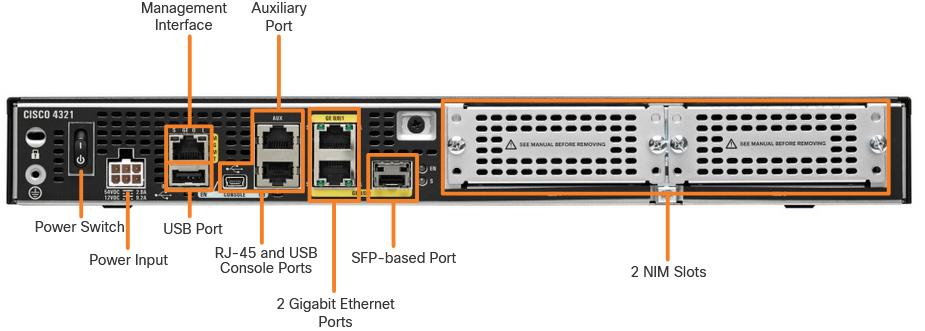 Management
Interface
Auxiliary
Port
CISCO 4321
AUX
GE 0/0/1
S GE 0 L
MGMT
SEE MANUAL BEFORE REMOVING
SEE MANUAL BEFORE REMOVING
EN
S
54VDC
2.8A
12VDC
9.2A
EN
CONSOLE
Power Switch
USB Port
Power Input
RJ-45 and USB
Console Ports
SFP-based Port
2 NIM Slots
2 Gigabit Ethernet
Ports